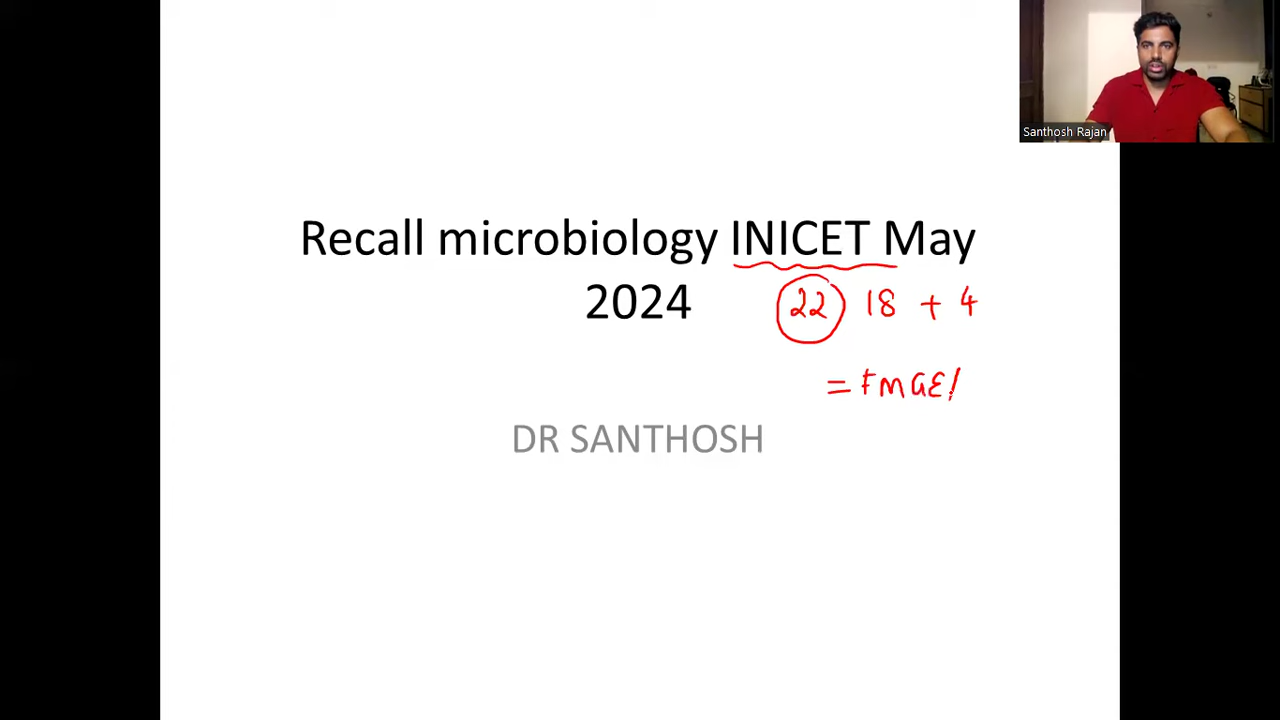 Santhosh Rajan
Recall microbiology INICET May
2024
22 18 + 4
= FMGE/
DR SANTHOSH